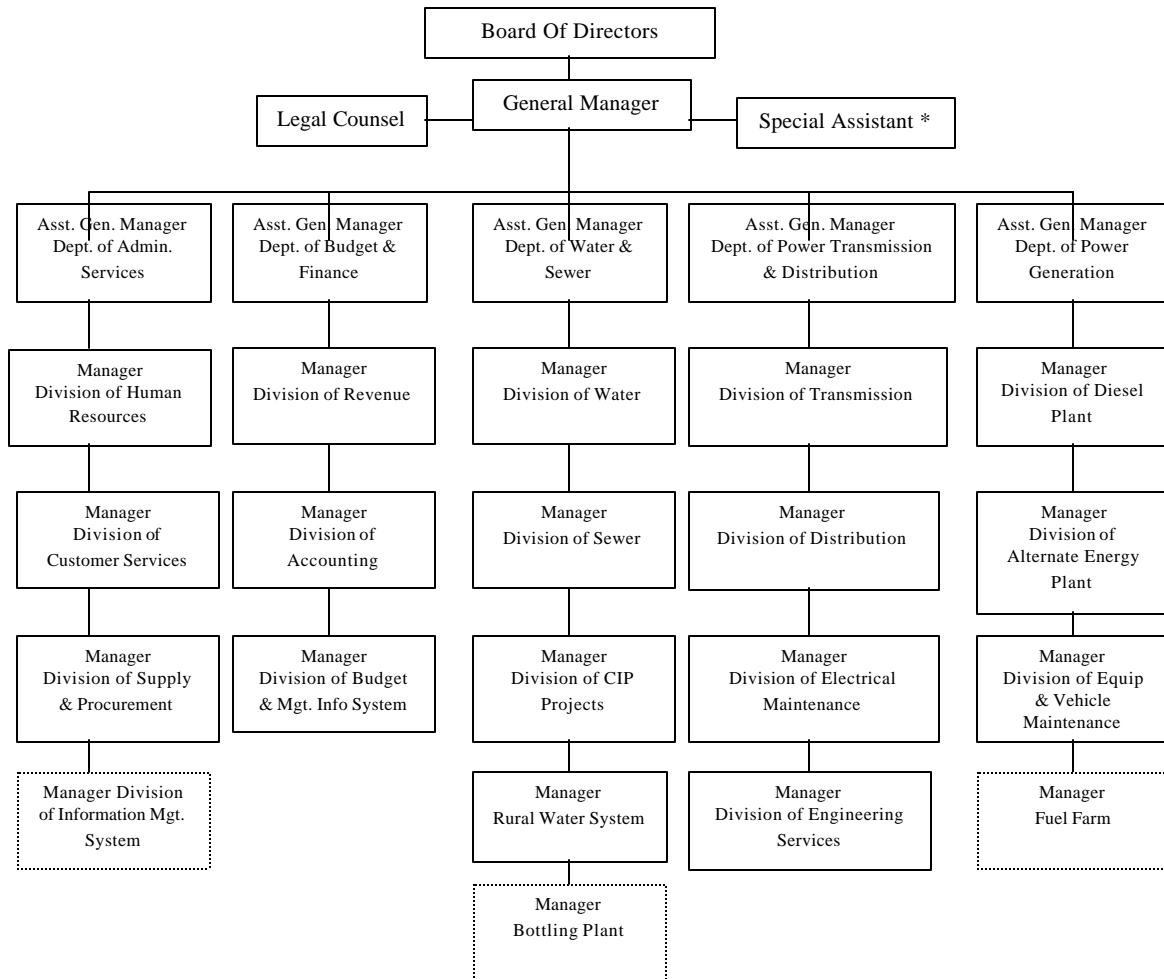 Board Of Directors
General Manager
Legal Counsel
Special Assistant *
Asst. Gen. Manager
Dept. of Admin.
Services
Asst. Gen. Manager
Dept. of Budget &
Finance
Asst. Gen. Manager
Dept. of Water &
Sewer
Asst. Gen. Manager
Dept. of Power Transmission
& Distribution
Asst. Gen. Manager
Dept. of Power
Generation
Manager
Division of Human
Resources
Manager
Division of Revenue
Manager
Division of Water
Manager
Division of Transmission
Manager
Division of Diesel
Plant
Manager
Division of
Customer Services
Manager
Division of
Accounting
Manager
Division of Sewer
Manager
Division of Distribution
Manager
Division of
Alternate Energy
Plant
Manager
Division of Supply
& Procurement
Manager
Division of Budget
& Mgt. Info System
Manager
Division of CIP
Projects
Manager
Division of Electrical
Maintenance
Manager
Division of Equip
& Vehicle
Maintenance
Manager Division
of Information Mgt.
System
Manager
Rural Water System
Manager
Division of Engineering
Services
Manager
Fuel Farm
Manager
Bottling Plant